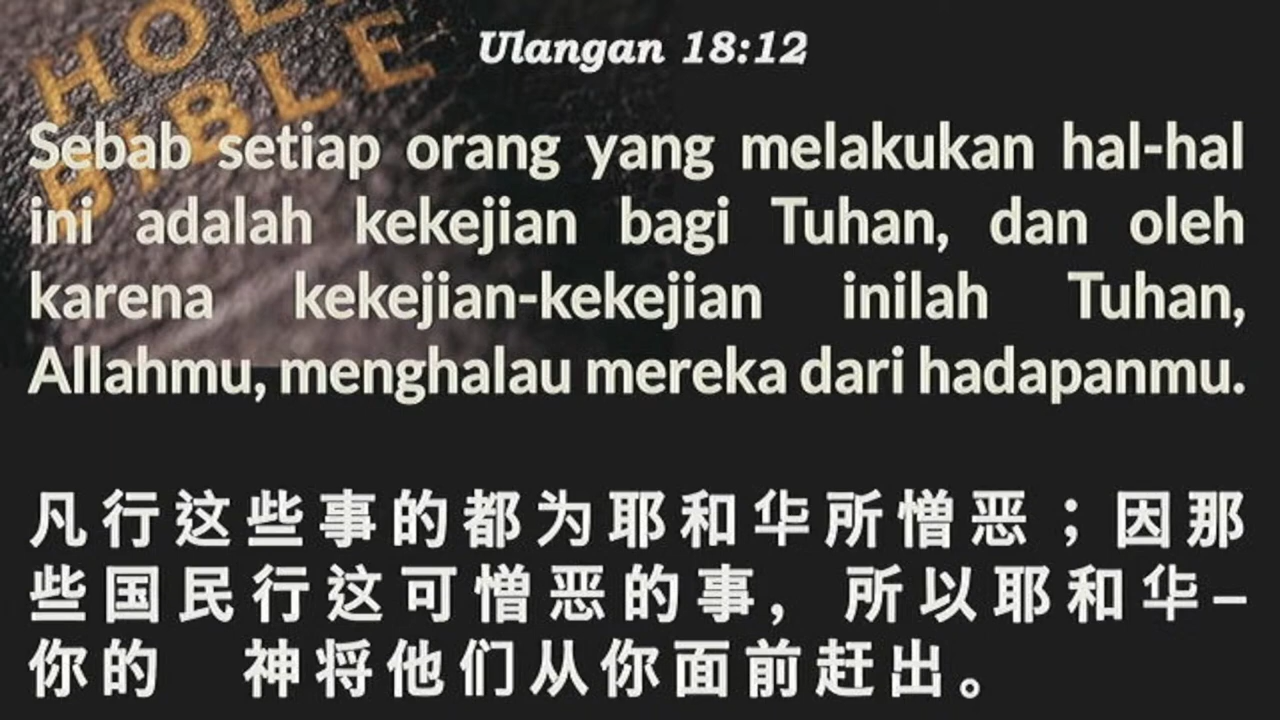 HOLY
BIBLE
Ulangan 18:12
Sebab setiap orang yang melakukan hal-hal
ini adalah kekejian bagi Tuhan, dan oleh
karena kekejian-kekejian inilah Tuhan,
Allahmu, menghalau mereka dari hadapanmu.
凡行这些事的都为耶和华所憎恶；因那
些国民行这可憎恶的事，所以耶和华–
你的　神将他们从你面前赶出。